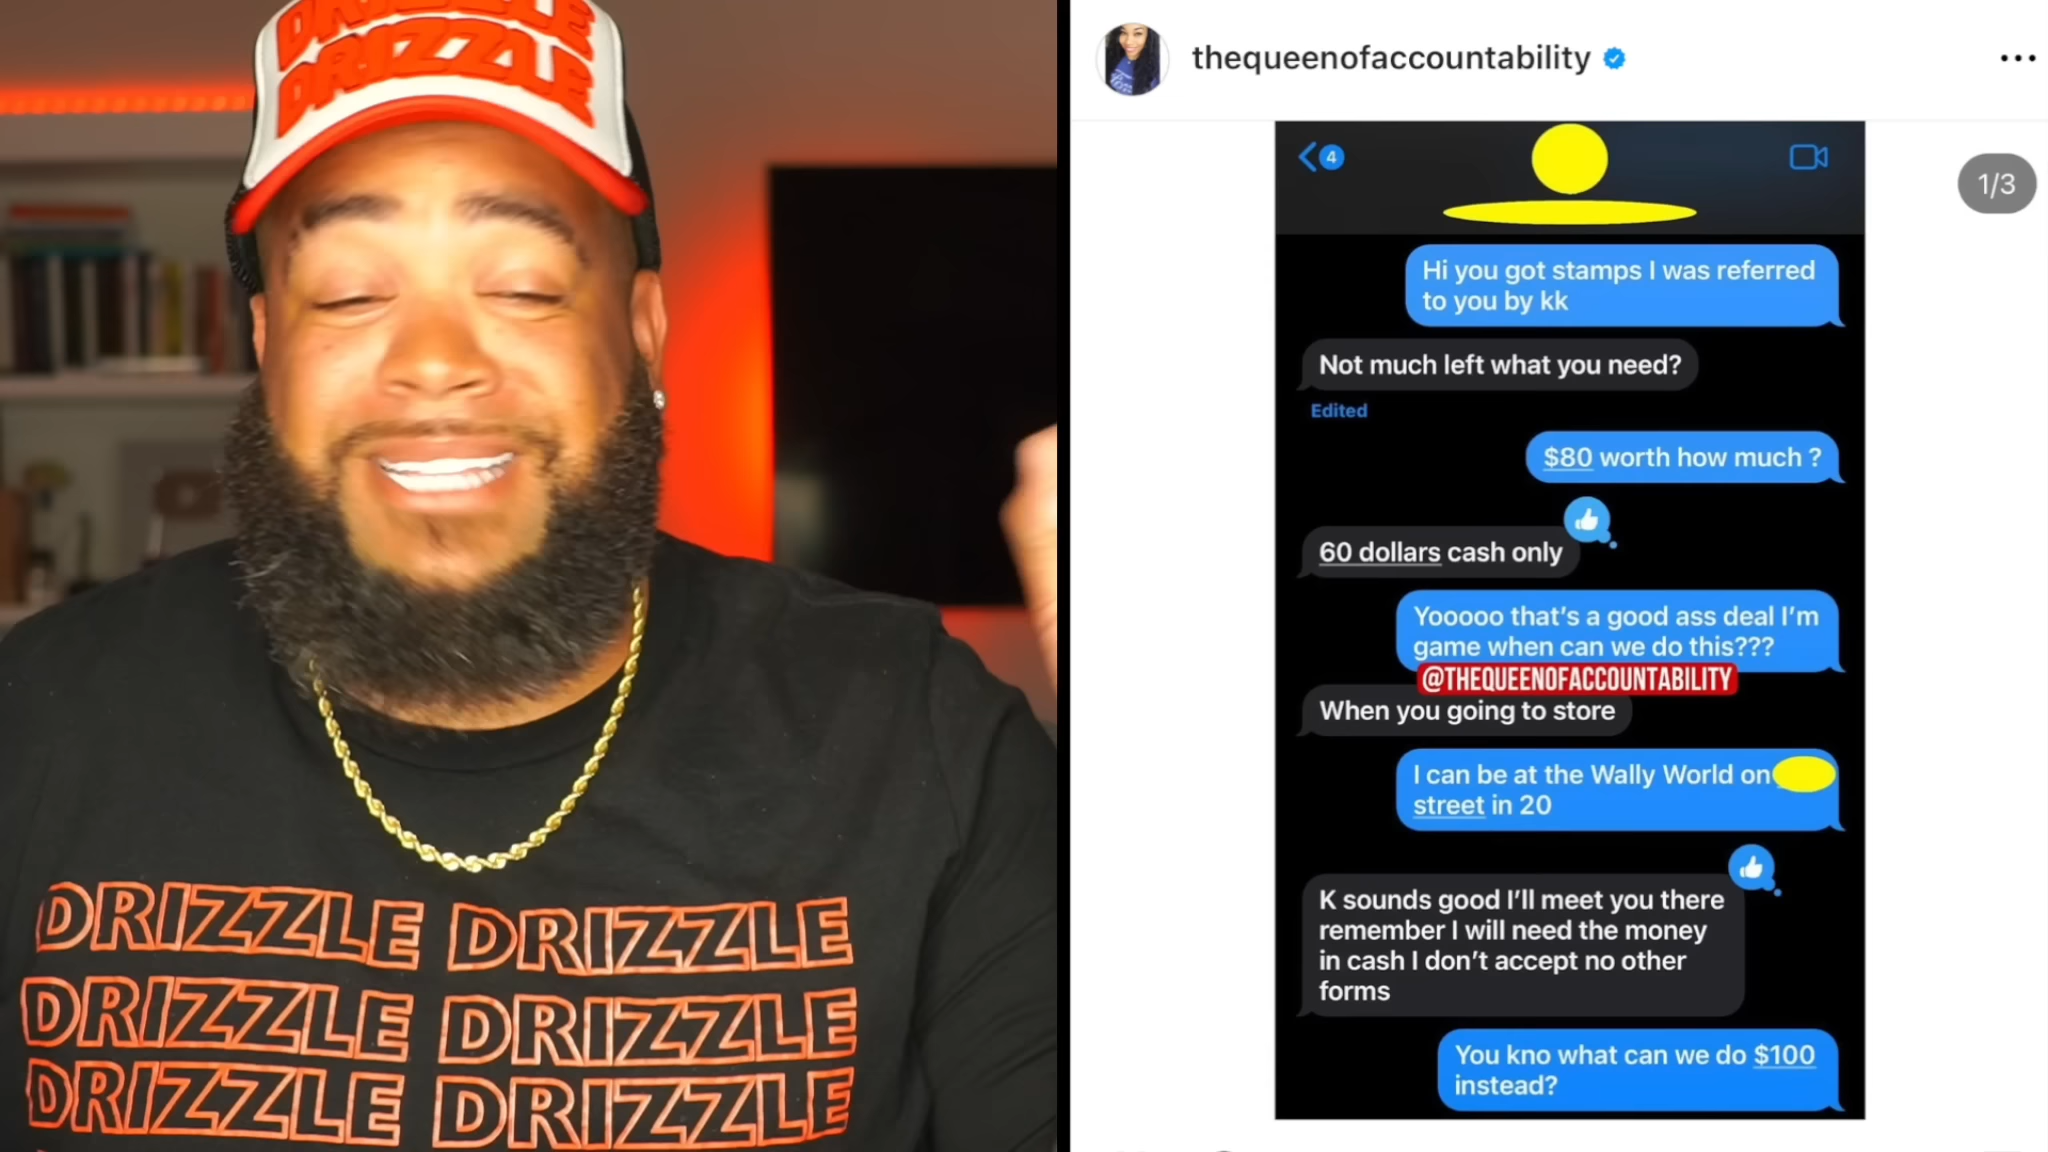 DRIZZLE
DRIZZLE
DRIZZLE DRIZZLE
DRIZZLE DRIZZLE
DRIZZLE DRIZZLE
thequeenofaccountability
1/3
4
Hi you got stamps I was referred
to you by kk
Not much left what you need?
Edited
$80 worth how much ?
60 dollars cash only
Yooooo that's a good ass deal I'm
game when can we do this???
@THEQUEENOFACCOUNTABILITY
When you going to store
I can be at the Wally World on
street in 20
K sounds good I'll meet you there
remember I will need the money
in cash I don't accept no other
forms
You kno what can we do $100
instead?